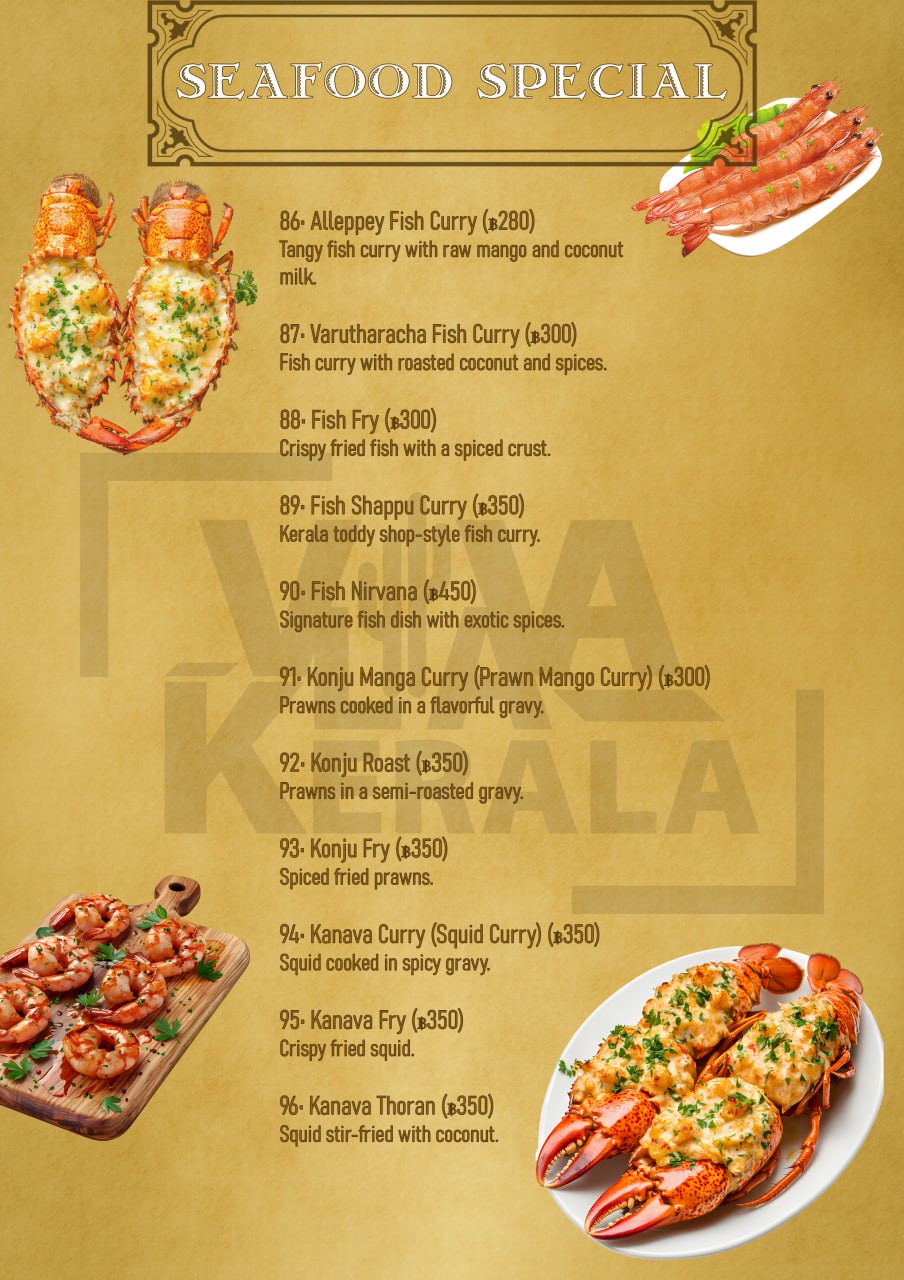 SEAFOOD SPECIAL
86. Alleppey Fish Curry (฿280)
Tangy fish curry with raw mango and coconut
milk.
87. Varutharacha Fish Curry (฿300)
Fish curry with roasted coconut and spices.
88. Fish Fry (฿300)
Crispy fried fish with a spiced crust.
89. Fish Shappu Curry (฿350)
Kerala toddy shop-style fish curry.
90. Fish Nirvana (฿450)
Signature fish dish with exotic spices.
91. Konju Manga Curry (Prawn Mango Curry) (฿300)
Prawns cooked in a flavorful gravy.
92. Konju Roast (฿350)
Prawns in a semi-roasted gravy.
93. Konju Fry (฿350)
Spiced fried prawns.
94. Kanava Curry (Squid Curry) (฿350)
Squid cooked in spicy gravy.
95. Kanava Fry (฿350)
Crispy fried squid.
96. Kanava Thoran (฿350)
Squid stir-fried with coconut.
KERALA